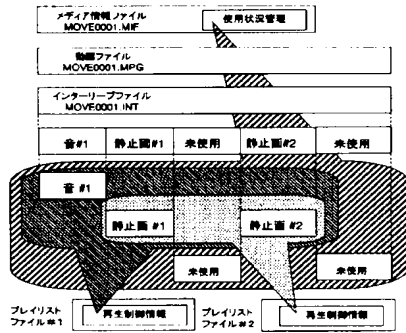 メディア情報ファイル
MOVE0001.MIF
使用状況管理
動画ファイル
MOVE0001.MPG
インターリーブファイル
MOVE0001.INT
音#1
静止画#1
未使用
静止画#2
未使用
音 #1
静止画 #1
静止画 #2
未使用
未使用
プレイリスト
ファイル#1
再生制御情報
プレイリスト
ファイル#2
再生制御情報